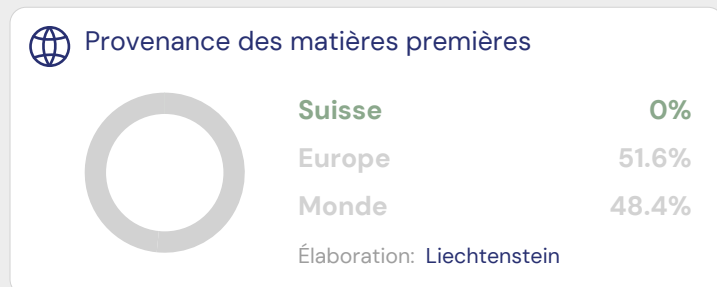 Provenance des matières premières
Suisse 0%
Europe 51.6%
Monde 48.4%
Élaboration: Liechtenstein